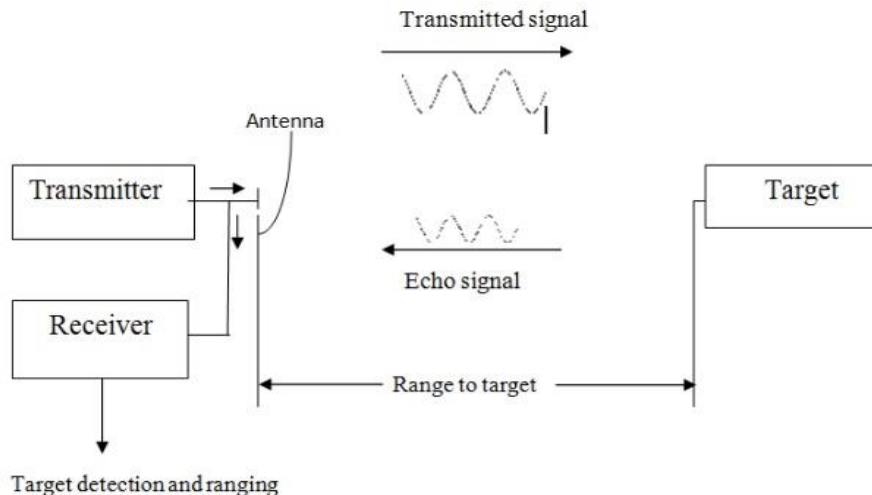 Transmitted signal
Antenna
Transmitter
Target
Echo signal
Receiver
Range to target
Target detection and ranging